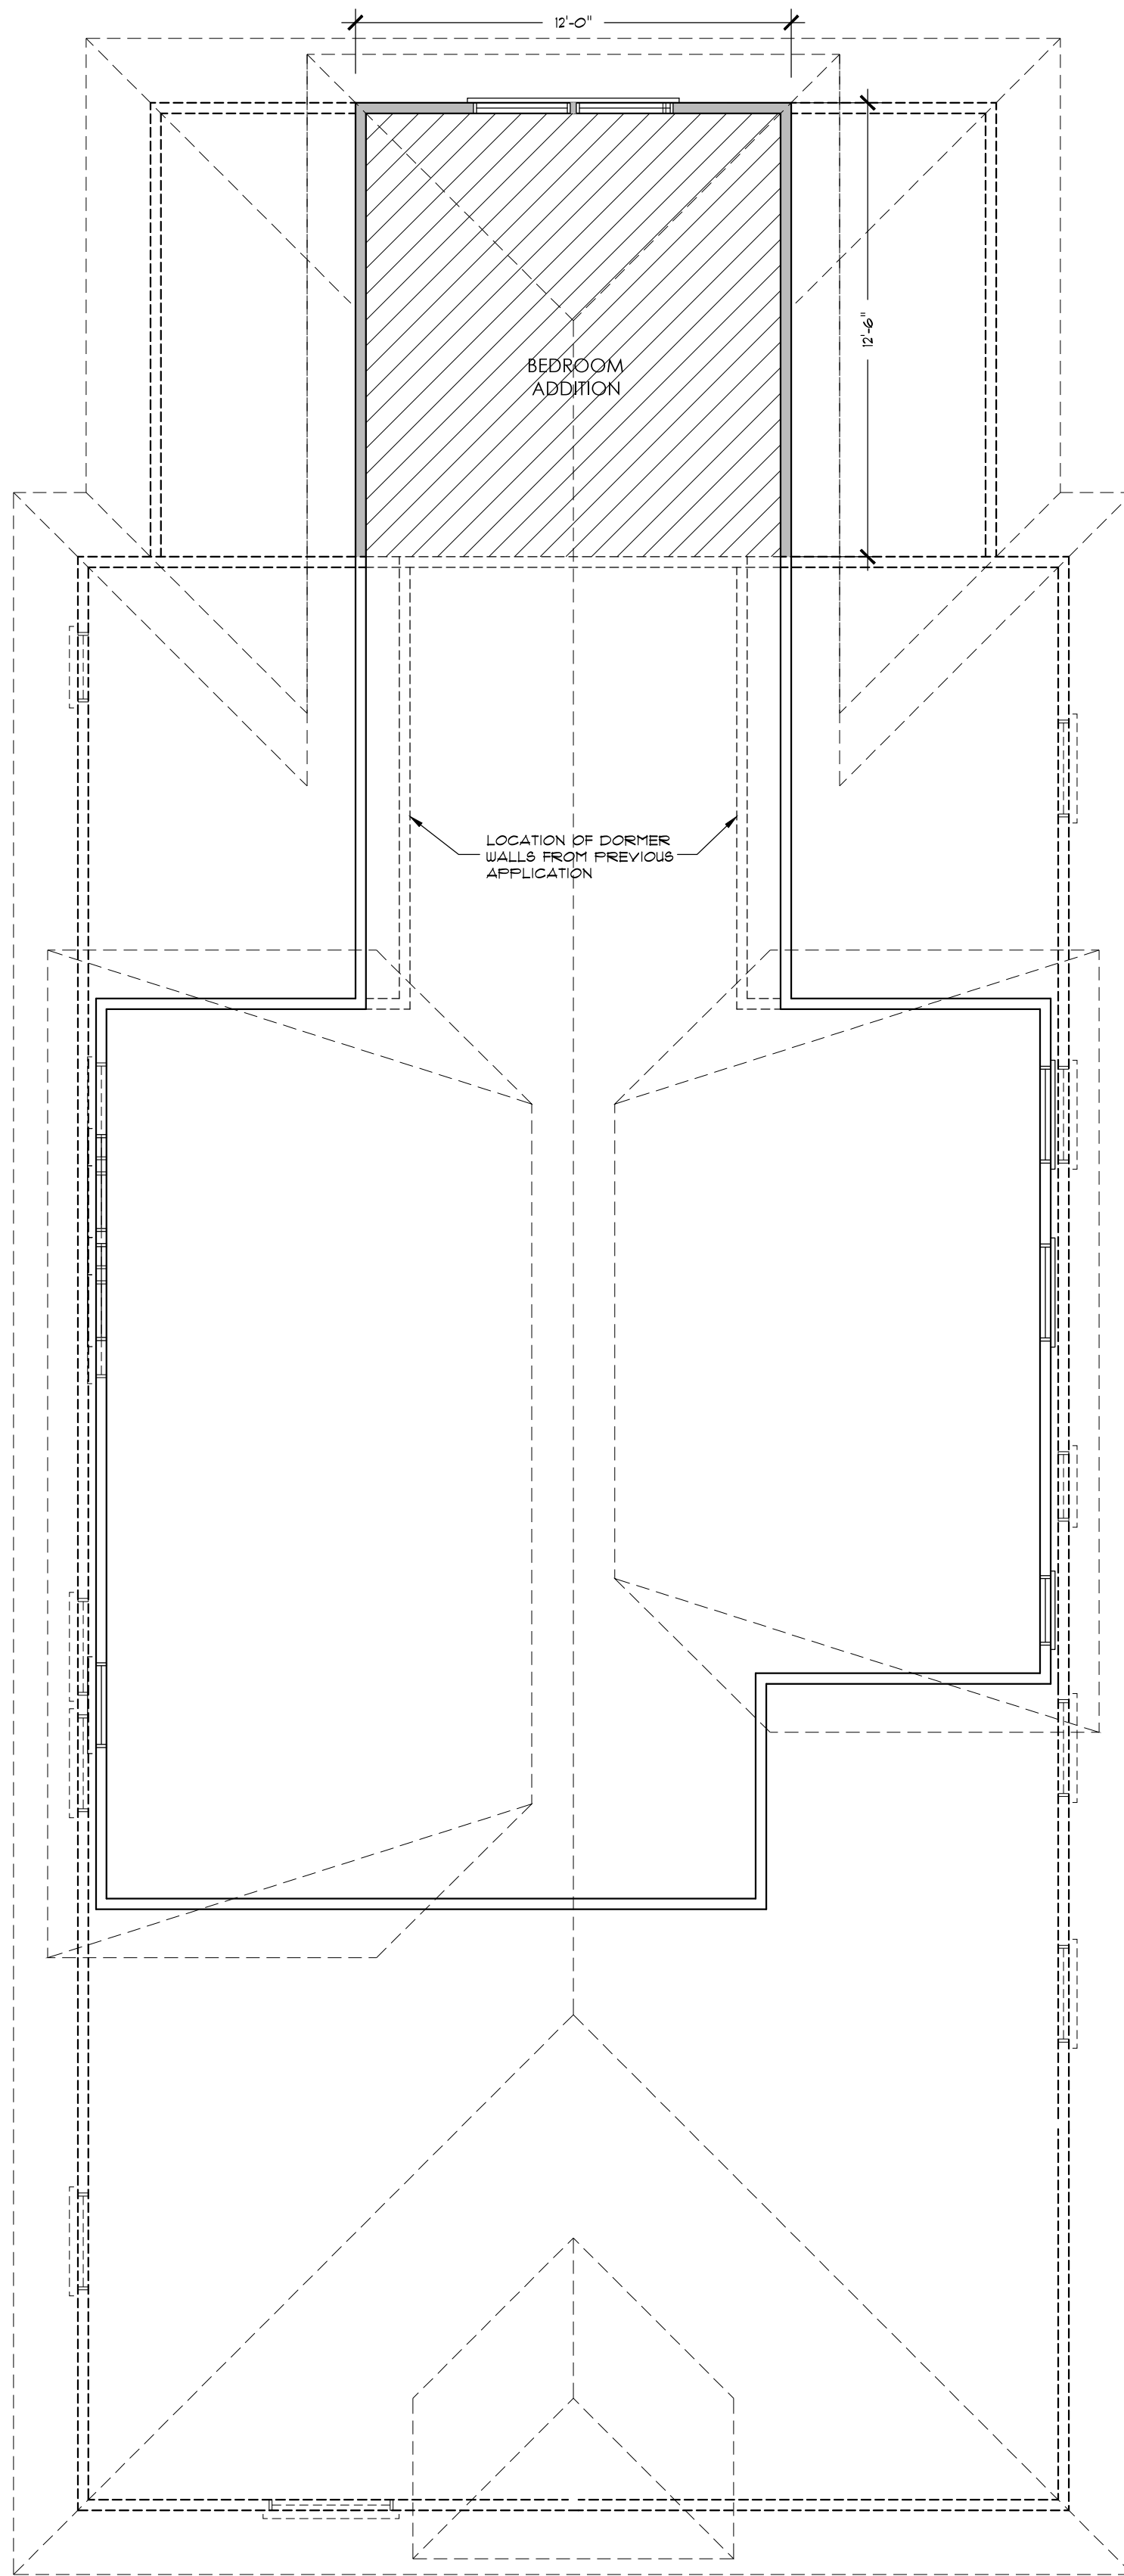 12'-0"
12'-6"
BEDROOM
ADDITION
LOCATION OF DORMER
WALLS FROM PREVIOUS
APPLICATION